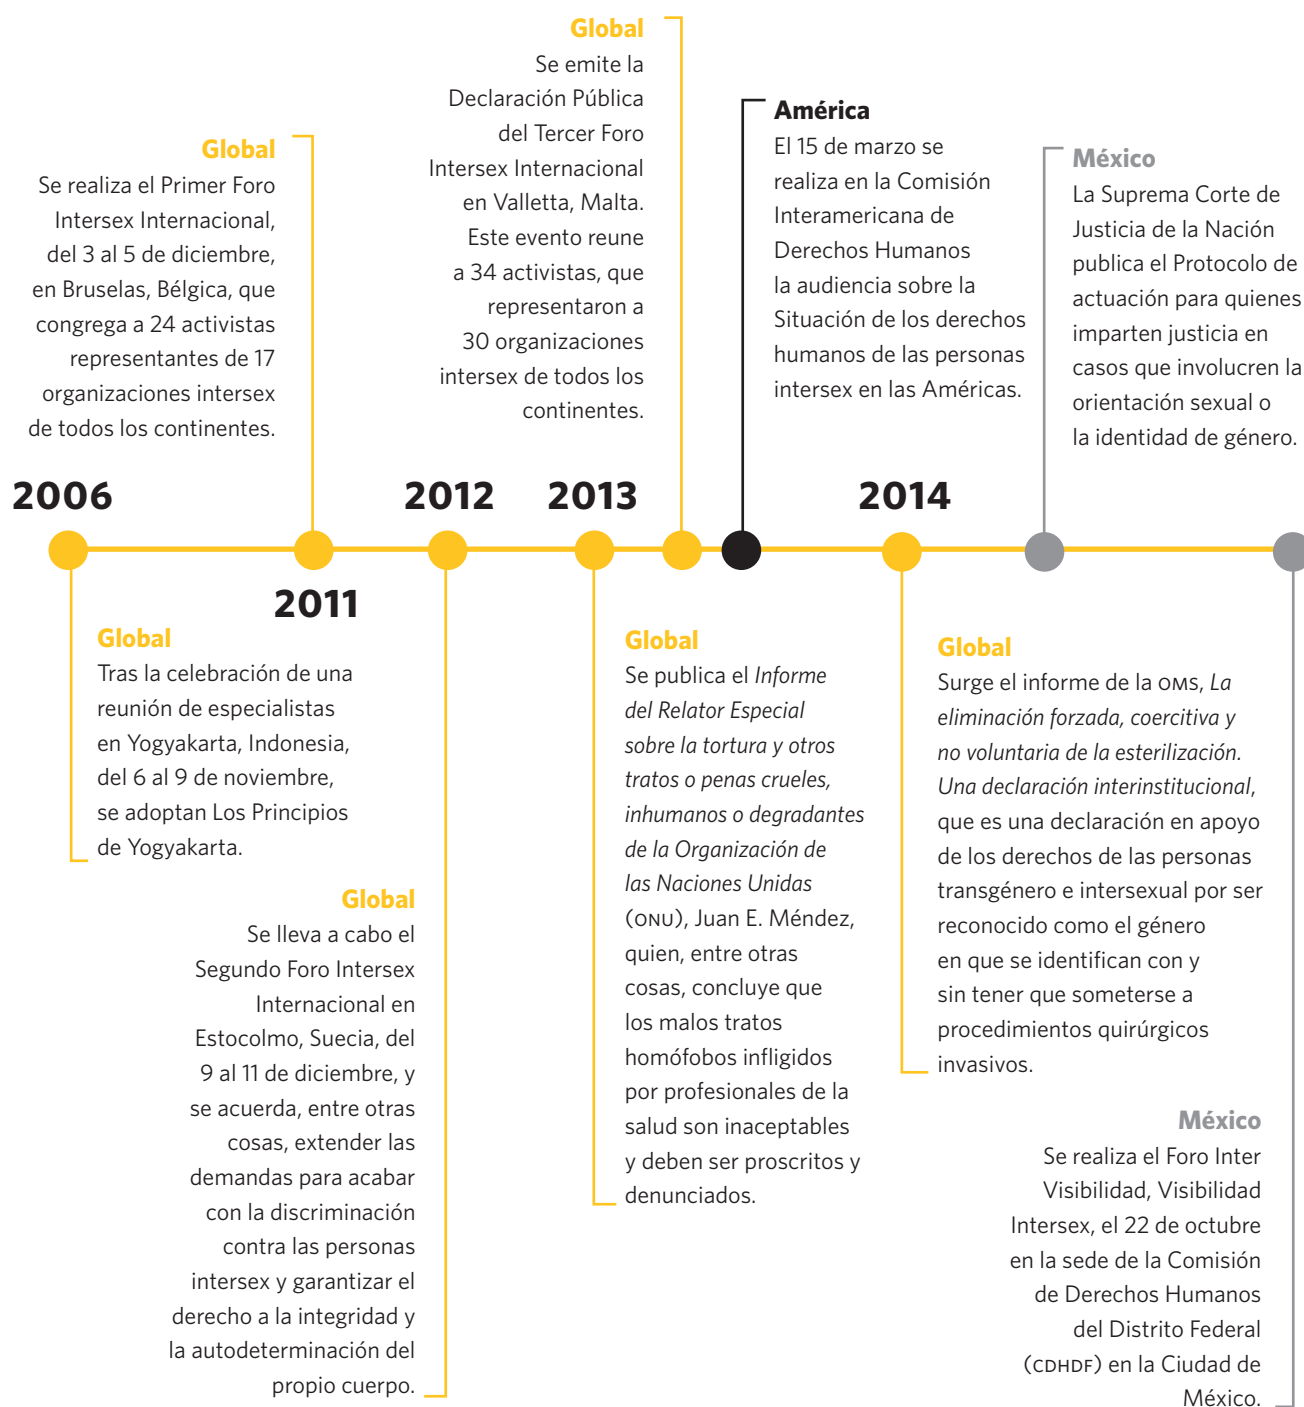 2006
Global
Tras la celebración de una
reunión de especialistas
en Yogyakarta, Indonesia,
del 6 al 9 de noviembre,
se adoptan Los Principios
de Yogyakarta.
2011
Global
Se realiza el Primer Foro
Intersex Internacional,
del 3 al 5 de diciembre,
en Bruselas, Bélgica, que
congrega a 24 activistas
representantes de 17
organizaciones intersex
de todos los continentes.
2012
Global
Se lleva a cabo el
Segundo Foro Intersex
Internacional en
Estocolmo, Suecia, del
9 al 11 de diciembre, y
se acuerda, entre otras
cosas, extender las
demandas para acabar
con la discriminación
contra las personas
intersex y garantizar el
derecho a la integridad y
la autodeterminación del
propio cuerpo.
2013
Global
Se publica el Informe
del Relator Especial
sobre la tortura y otros
tratos o penas crueles,
inhumanos o degradantes
de la Organización de
las Naciones Unidas
(ONU), Juan E. Méndez,
quien, entre otras
cosas, concluye que
los malos tratos
homófobos infligidos
por profesionales de la
salud son inaceptables
y deben ser proscritos y
denunciados.
Global
Se emite la
Declaración Pública
del Tercer Foro
Intersex Internacional
en Valletta, Malta.
Este evento reune
a 34 activistas, que
representaron a
30 organizaciones
intersex de todos los
continentes.
América
El 15 de marzo se
realiza en la Comisión
Interamericana de
Derechos Humanos
la audiencia sobre la
Situación de los derechos
humanos de las personas
intersex en las Américas.
2014
Global
Surge el informe de la OMS, La
eliminación forzada, coercitiva y
no voluntaria de la esterilización.
Una declaración interinstitucional,
que es una declaración en apoyo
de los derechos de las personas
transgénero e intersexual por ser
reconocido como el género
en que se identifican con y
sin tener que someterse a
procedimientos quirúrgicos
invasivos.
México
La Suprema Corte de
Justicia de la Nación
publica el Protocolo de
actuación para quienes
imparten justicia en
casos que involucren la
orientación sexual o
la identidad de género.
México
Se realiza el Foro Inter
Visibilidad, Visibilidad
Intersex, el 22 de octubre
en la sede de la Comisión
de Derechos Humanos
del Distrito Federal
(CDHDF) en la Ciudad de
México.